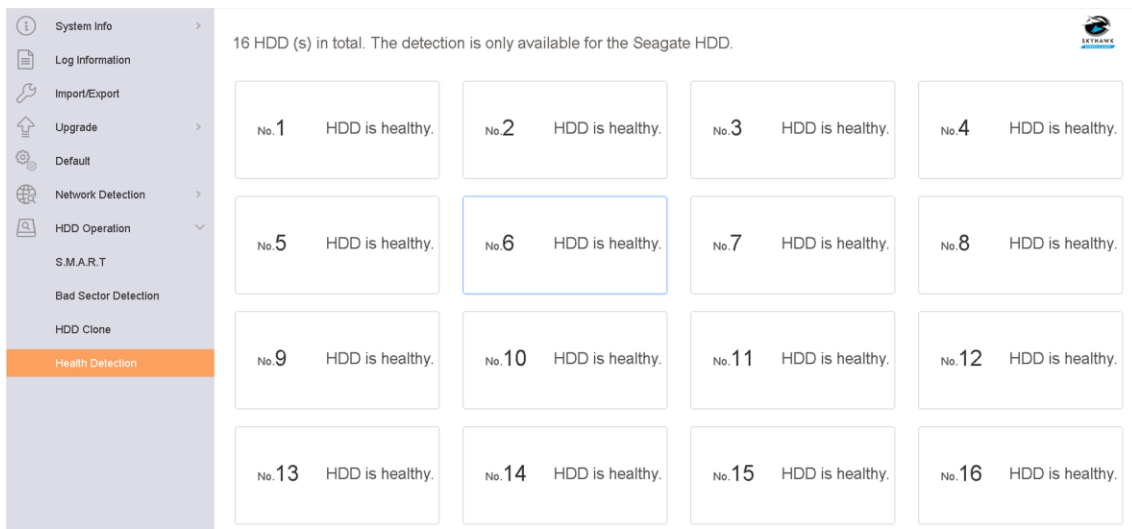 System Info
Log Information
Import/Export
Upgrade
Default
Network Detection
HDD Operation
S.M.A.R.T
Bad Sector Detection
HDD Clone
Health Detection
16 HDD (s) in total. The detection is only available for the Seagate HDD.
SKYHAWK
No.1 HDD is healthy.
No.2 HDD is healthy.
No.3 HDD is healthy.
No.4 HDD is healthy.
No.5 HDD is healthy.
No.6 HDD is healthy.
No.7 HDD is healthy.
No.8 HDD is healthy.
No.9 HDD is healthy.
No.10 HDD is healthy.
No.11 HDD is healthy.
No.12 HDD is healthy.
No.13 HDD is healthy.
No.14 HDD is healthy.
No.15 HDD is healthy.
No.16 HDD is healthy.